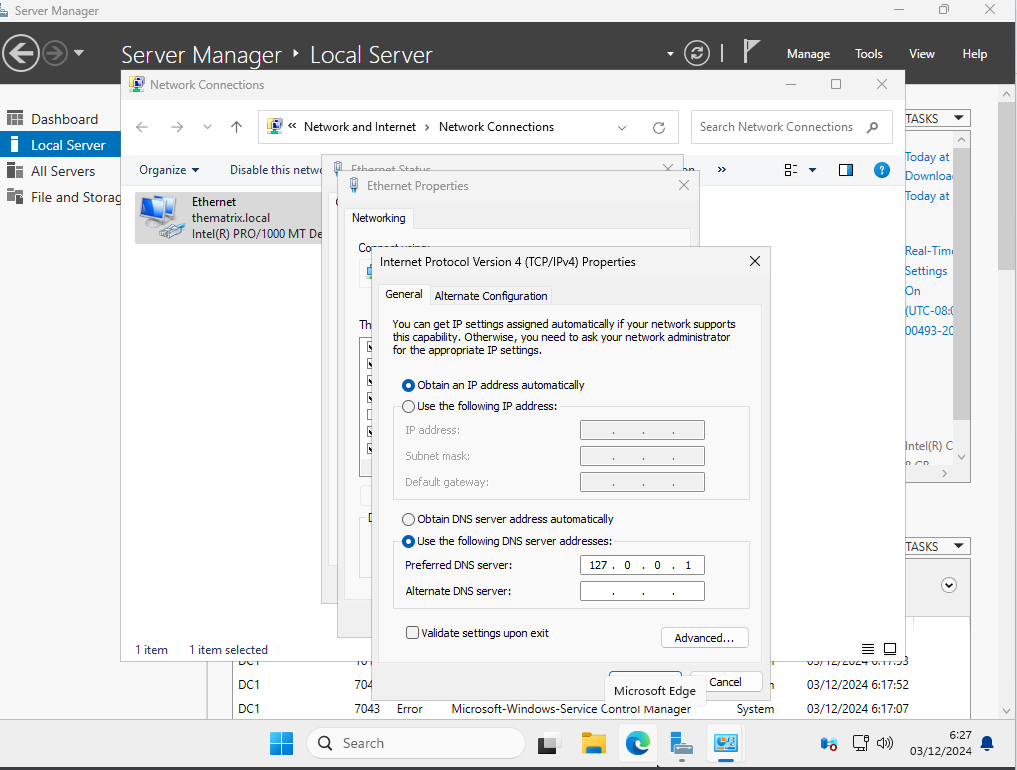 Server Manager
Server Manager
Local Server
Manage
Tools
View
Help
Network Connections
«
Network and Internet
Network Connections
Search Network Connections
Dashboard
Local Server
All Servers
Organize
Disable this netwo
Ethernet Status
»
Ethernet Properties
Networking
Ethernet
thematrix.local
Intel(R) PRO/1000 MT De
TASKS
Today at
Downloa
Today at
Real-Time
Settings
On
(UTC-08:0
Intel(R) C
Internet Protocol Version 4 (TCP/IPv4) Properties
General
Alternate Configuration
You can get IP settings assigned automatically if your network supports
this capability. Otherwise, you need to ask your network administrator
for the appropriate IP settings.
Obtain an IP address automatically
Use the following IP address:
IP address:
Subnet mask:
Default gateway:
Obtain DNS server address automatically
Use the following DNS server addresses:
Preferred DNS server:
127 . 0 . 0 . 1
Alternate DNS server:
Validate settings upon exit
Advanced...
Cancel
Microsoft Edge
TASKS
1 item
1 item selected
DC1
03/12/2024 6:17:53
DC1
704
03/12/2024 6:17:52
DC1
7043
Error
Microsoft-Windows-Service Control Manager
System
03/12/2024 6:17:07
Search
6:27
03/12/2024